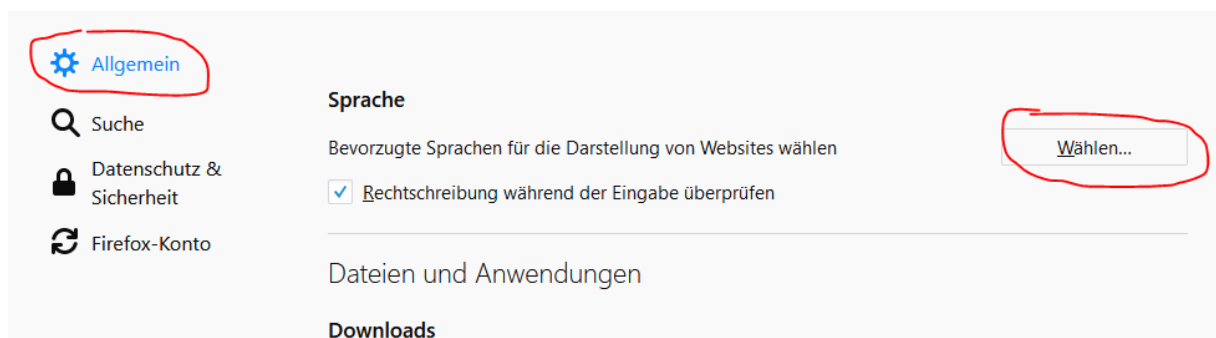 Allgemein
Suche
Datenschutz &
Sicherheit
Firefox-Konto
Sprache
Bevorzugte Sprachen für die Darstellung von Websites wählen
Wählen...
Rechtschreibung während der Eingabe überprüfen
Dateien und Anwendungen
Downloads